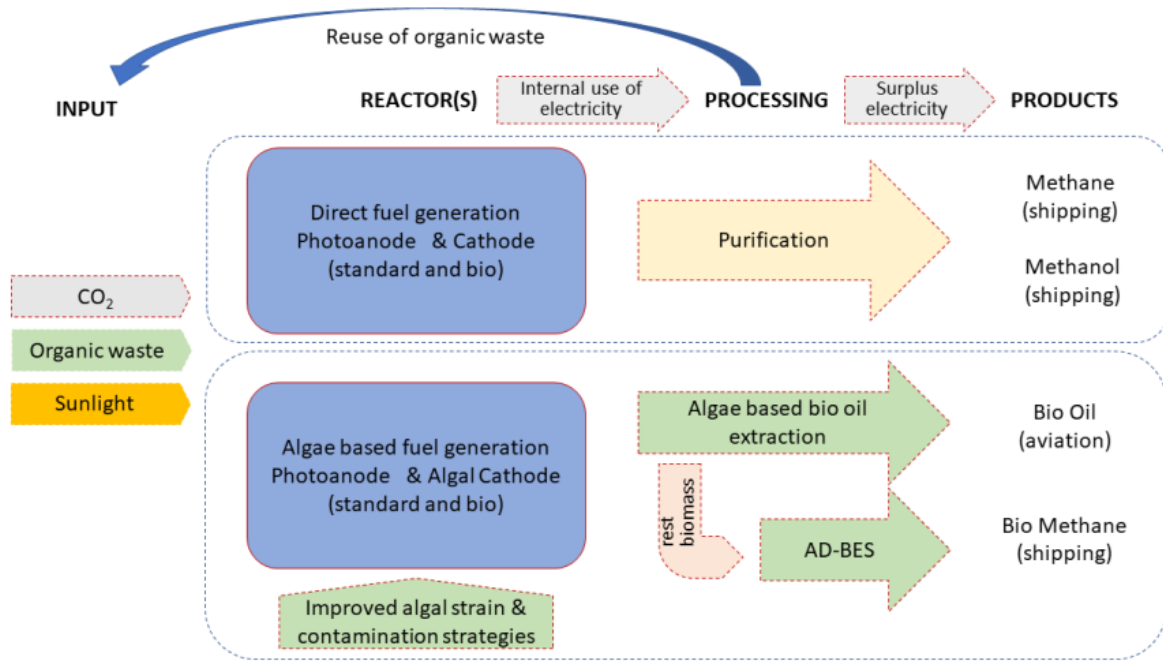 Reuse of organic waste
INPUT
REACTOR(S)
Internal use of
electricity
PROCESSING
Surplus
electricity
PRODUCTS
CO₂
Organic waste
Sunlight
Direct fuel generation
Photoanode & Cathode
(standard and bio)
Purification
Methane
(shipping)
Methanol
(shipping)
Algae based fuel generation
Photoanode & Algal Cathode
(standard and bio)
Improved algal strain &
contamination strategies
Algae based bio oil
extraction
rest
biomass
AD-BES
Bio Oil
(aviation)
Bio Methane
(shipping)